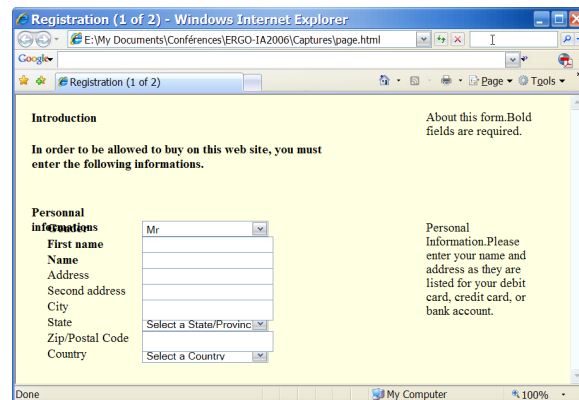 Registration (1 of 2) - Windows Internet Explorer
E:\My Documents\Conférences\ERGO-IA2006\Captures\page.html
Google
Registration (1 of 2)
Page
Tools
Introduction
About this form.Bold
fields are required.
In order to be allowed to buy on this web site, you must
enter the following informations.
Personnal
informations
Gender
Mr
Personal
Information.Please
enter your name and
address as they are
listed for your debit
card, credit card, or
bank account.
First name
Name
Address
Second address
City
State
Select a State/Provinc
Zip/Postal Code
Country
Select a Country
Done
My Computer
100%